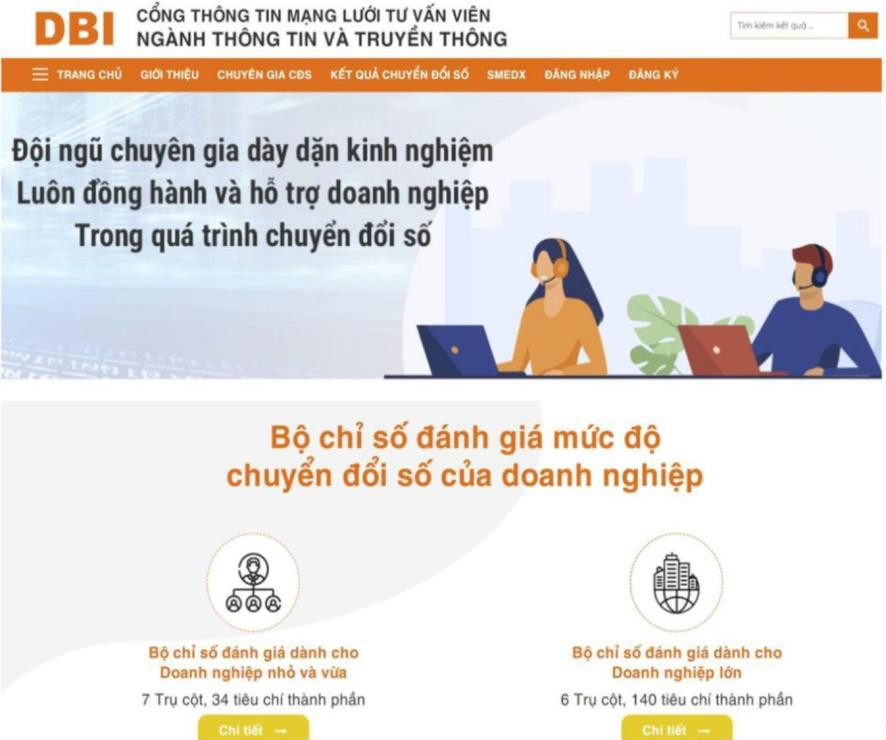 DBI
CỔNG THÔNG TIN MẠNG LƯỚI TƯ VẤN VIÊN
NGÀNH THÔNG TIN VÀ TRUYỀN THÔNG
Tìm kiếm kết quả ...
TRANG CHỦ GIỚI THIỆU CHUYÊN GIA CĐS KẾT QUẢ CHUYỂN ĐỔI SỐ SMEDX ĐĂNG NHẬP ĐĂNG KÝ
Đội ngũ chuyên gia dày dặn kinh nghiệm
Luôn đồng hành và hỗ trợ doanh nghiệp
Trong quá trình chuyển đổi số
Bộ chỉ số đánh giá mức độ
chuyển đổi số của doanh nghiệp
Bộ chỉ số đánh giá dành cho
Doanh nghiệp nhỏ và vừa
7 Trụ cột, 34 tiêu chí thành phần
Chi tiết →
Bộ chỉ số đánh giá dành cho
Doanh nghiệp lớn
6 Trụ cột, 140 tiêu chí thành phần
Chi tiết →